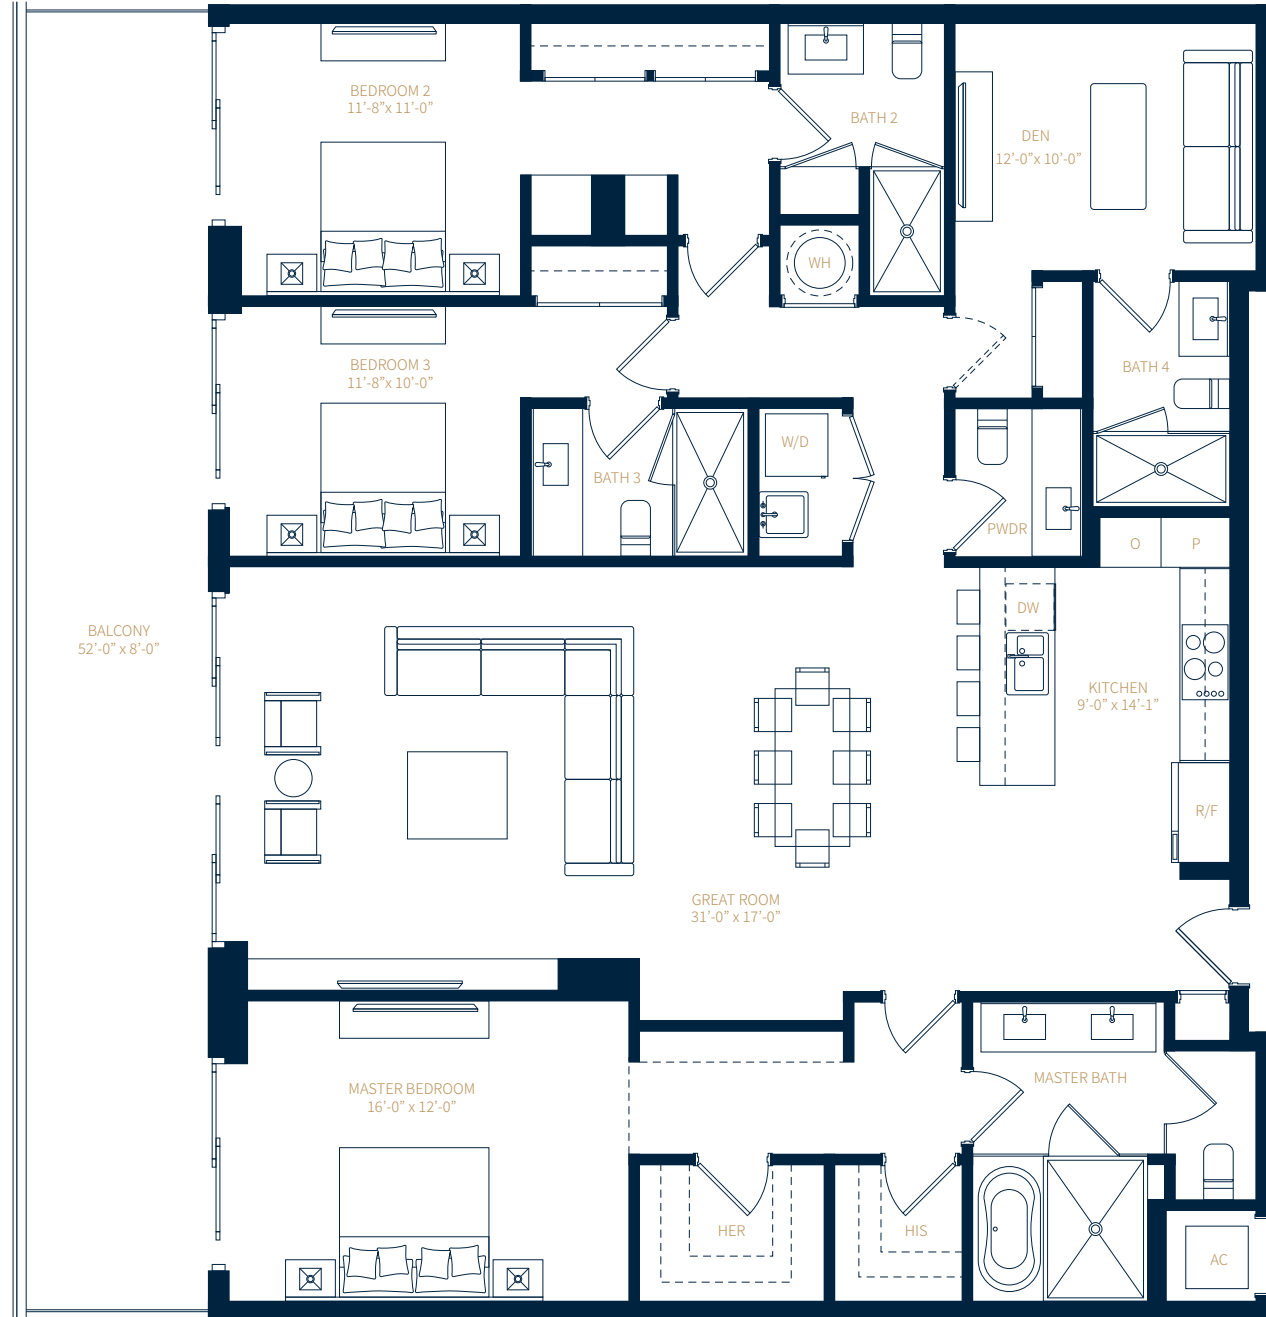 BEDROOM 2
11’-8”x 11’-0”
BATH 2
DEN
12’-0”x 10’-0”
WH
BEDROOM 3
11’-8”x 10’-0”
BATH 4
W/D
BATH 3
PWDR
O
P
DW
BALCONY
52’-0” x 8’-0”
KITCHEN
9’-0” x 14’-1”
R/F
GREAT ROOM
31’-0” x 17’-0”
MASTER BEDROOM
16’-0” x 12’-0”
MASTER BATH
HER
HIS
AC